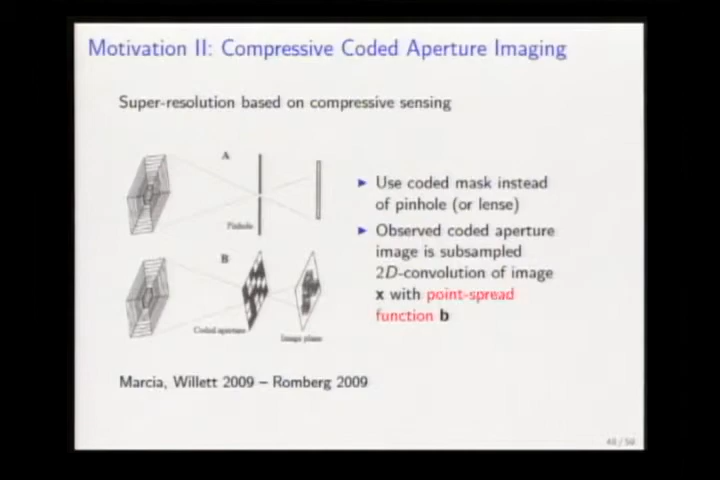 Motivation II: Compressive Coded Aperture Imaging
Super-resolution based on compressive sensing
A
Pinhole
B
Coded aperture
Image plane
▶ Use coded mask instead
of pinhole (or lense)
▶ Observed coded aperture
image is subsampled
2D-convolution of image
x with point-spread
function b
Marcia, Willett 2009 – Romberg 2009